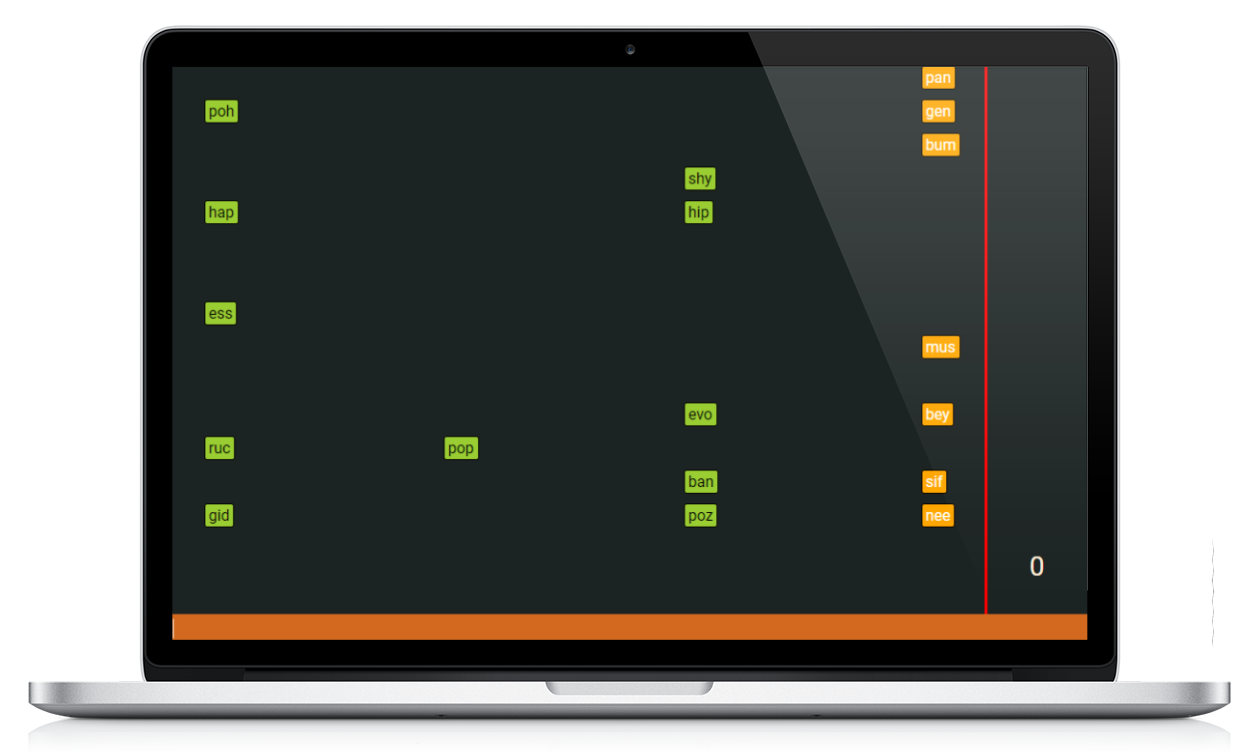 pan
poh gen
bum
shy
hap hip
ess
mus
evo bey
ruc pop
ban sif
gid poz nee
0